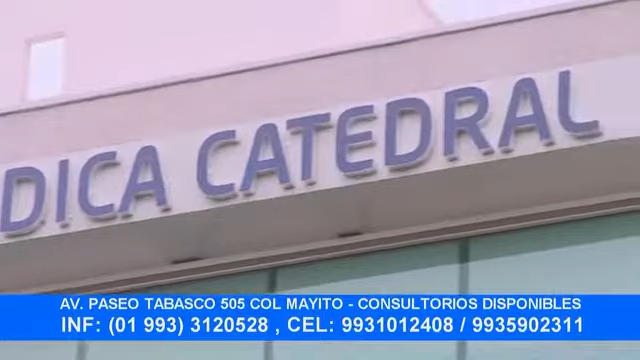 DICA CATEDRAL
AV. PASEO TABASCO 505 COL MAYITO - CONSULTORIOS DISPONIBLES
INF: (01 993) 3120528 , CEL: 9931012408 / 9935902311